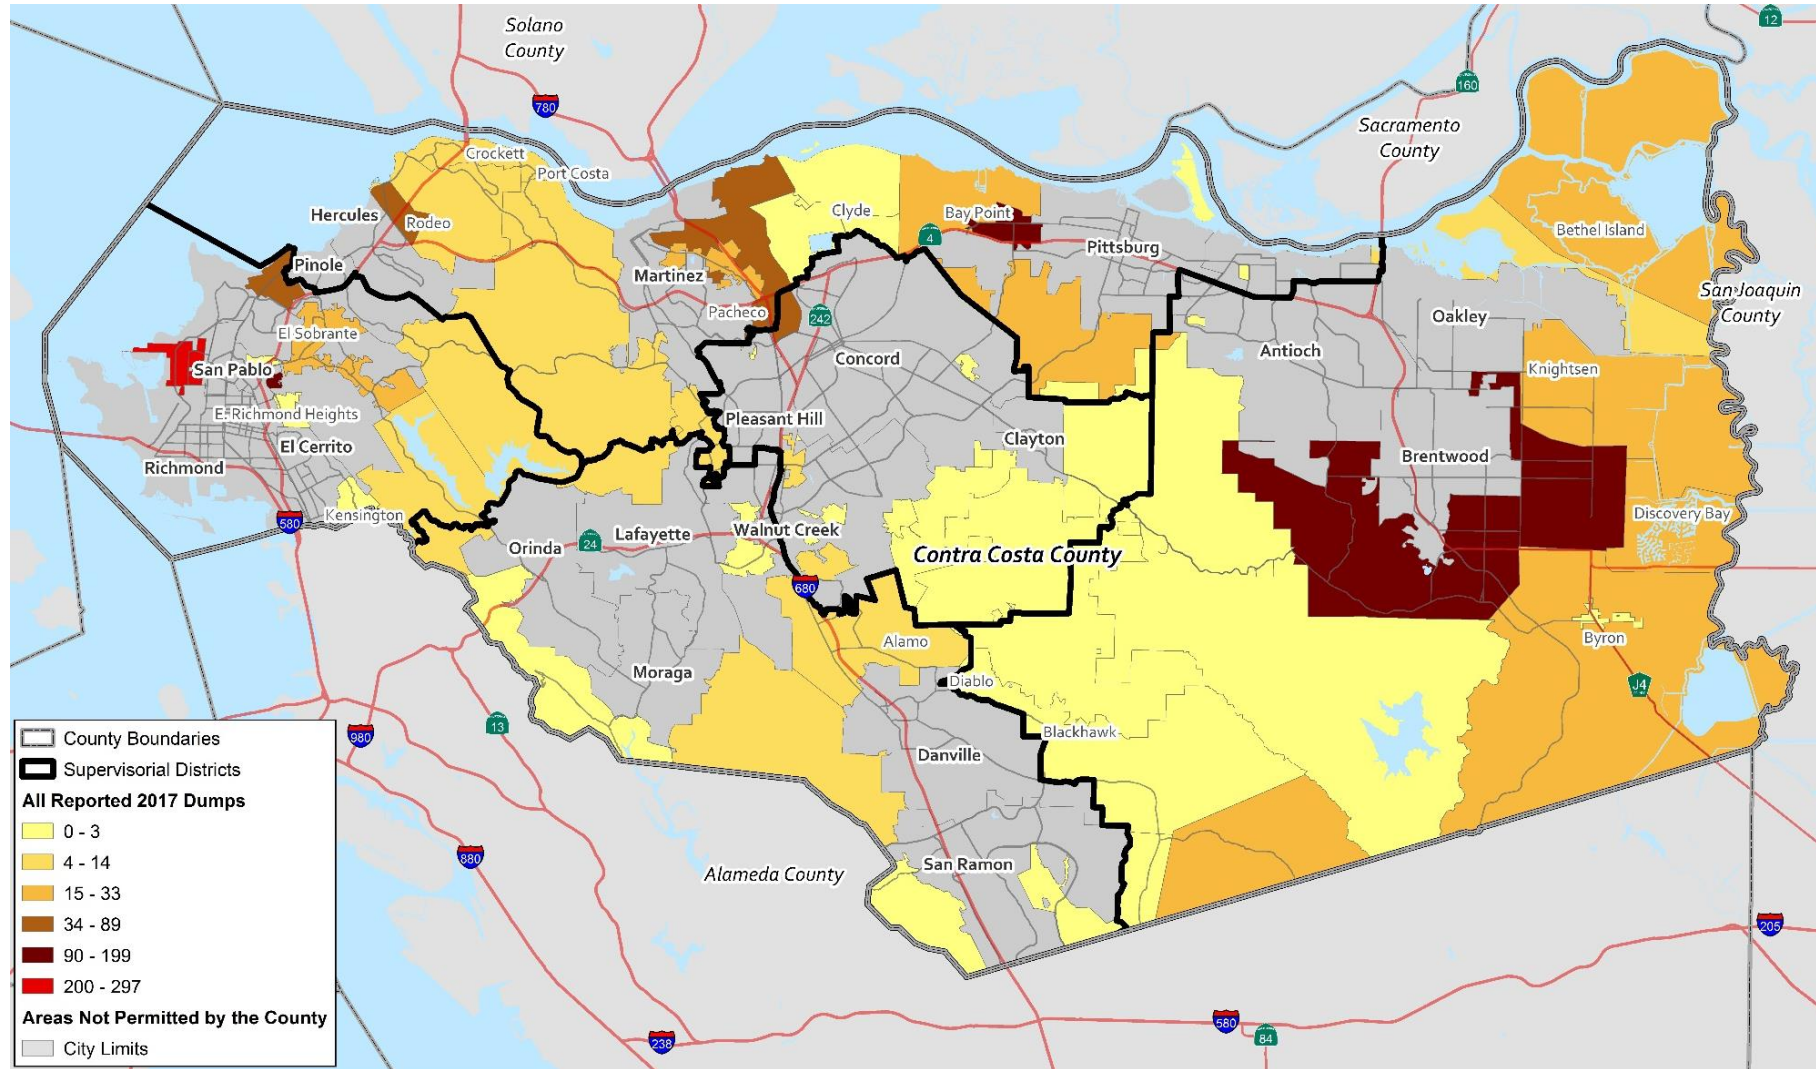 Solano
County
12
160
780
Sacramento
County
Crockett
Port Costa
Hercules
Rodeo
Clyde
Bay Point
4
Pittsburg
Bethel Island
Pinole
Martinez
San Joaquin
County
Pacheco
242
Oakley
El Sobrante
Concord
Antioch
San Pablo
Knightsen
E. Richmond Heights
Pleasant Hill
El Cerrito
Clayton
Richmond
Brentwood
Kensington
580
Discovery Bay
Orinda
24
Lafayette
Walnut Creek
Contra Costa County
680
Alamo
Byron
Moraga
Diablo
J4
13
980
Blackhawk
Danville
880
Alameda County
San Ramon
205
580
84
238
County Boundaries
Supervisorial Districts
All Reported 2017 Dumps
0 - 3
4 - 14
15 - 33
34 - 89
90 - 199
200 - 297
Areas Not Permitted by the County
City Limits